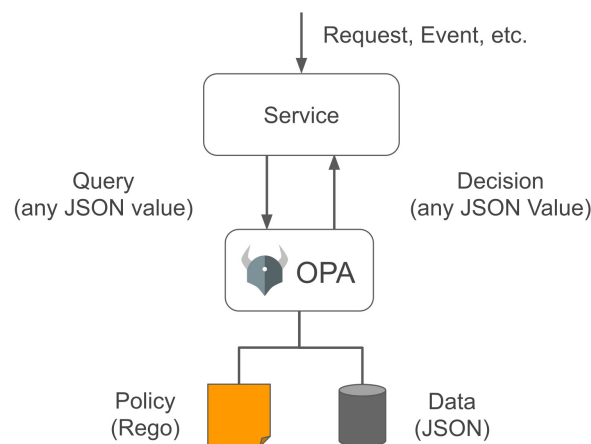 Request, Event, etc.
Service
Query
(any JSON value)
Decision
(any JSON Value)
OPA
Policy
(Rego)
Data
(JSON)